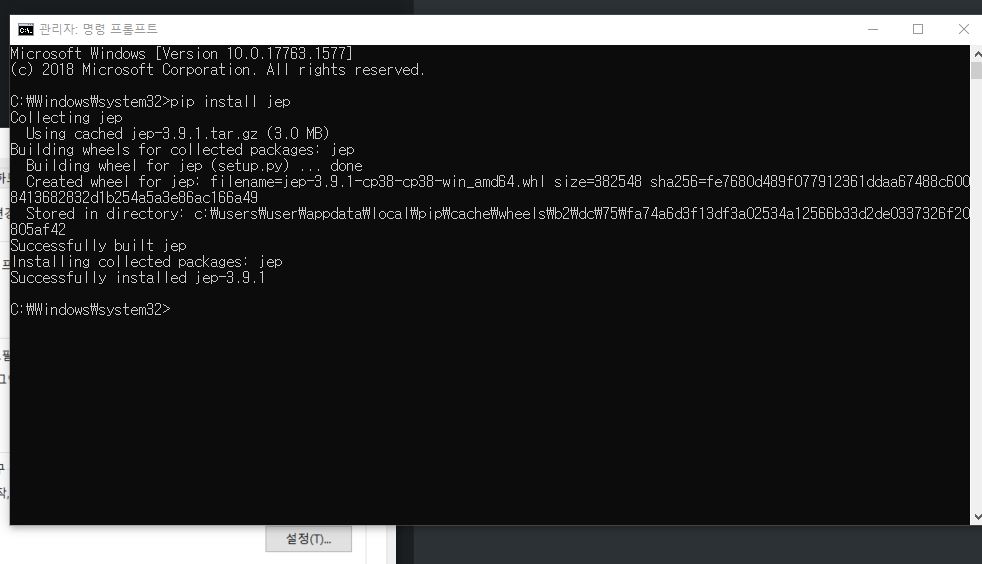 관리자: 명령 프롬프트
Microsoft Windows [Version 10.0.17763.1577]
(c) 2018 Microsoft Corporation. All rights reserved.
C:₩Windows₩system32>pip install jep
Collecting jep
Using cached jep-3.9.1.tar.gz (3.0 MB)
Building wheels for collected packages: jep
Building wheel for jep (setup.py) ... done
Created wheel for jep: filename=jep-3.9.1-cp38-cp38-win_amd64.whl size=382548 sha256=fe7680d489f077912361ddaa67488c600
8413682832d1b254a5a3e86ac166a49
Stored in directory: c:₩users₩user₩appdata₩local₩pip₩cache₩wheels₩b2₩dc₩75₩fa74a6d3f13df3a02534a12566b33d2de0337326f20
805af42
Successfully built jep
Installing collected packages: jep
Successfully installed jep-3.9.1
C:₩Windows₩system32>
설정(T)...